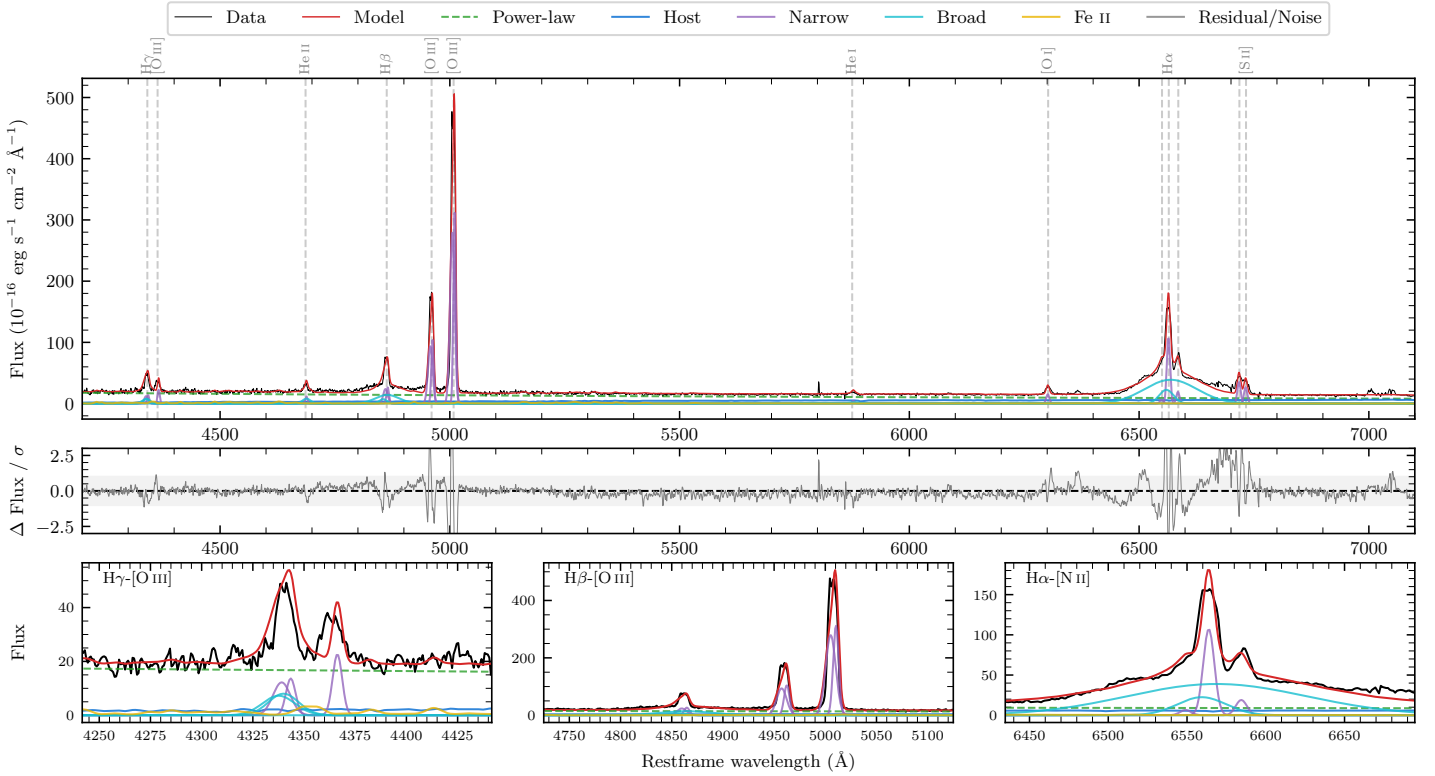 Data Model Power-law Host Narrow Broad Fe II Residual/Noise
Hγ [O III] He II Hβ [O III] [O III] He I [O I] Hα [S II]
Flux (10⁻¹⁶ erg s⁻¹ cm⁻² Å⁻¹)
500
400
300
200
100
0
4500 5000 5500 6000 6500 7000
Δ Flux / σ
2.5
0.0
−2.5
4500 5000 5500 6000 6500 7000
Flux
Hγ-[O III]
40
20
0
4250 4275 4300 4325 4350 4375 4400 4425
Hβ-[O III]
400
200
0
4750 4800 4850 4900 4950 5000 5050 5100
Hα-[N II]
150
100
50
0
6450 6500 6550 6600 6650
Restframe wavelength (Å)